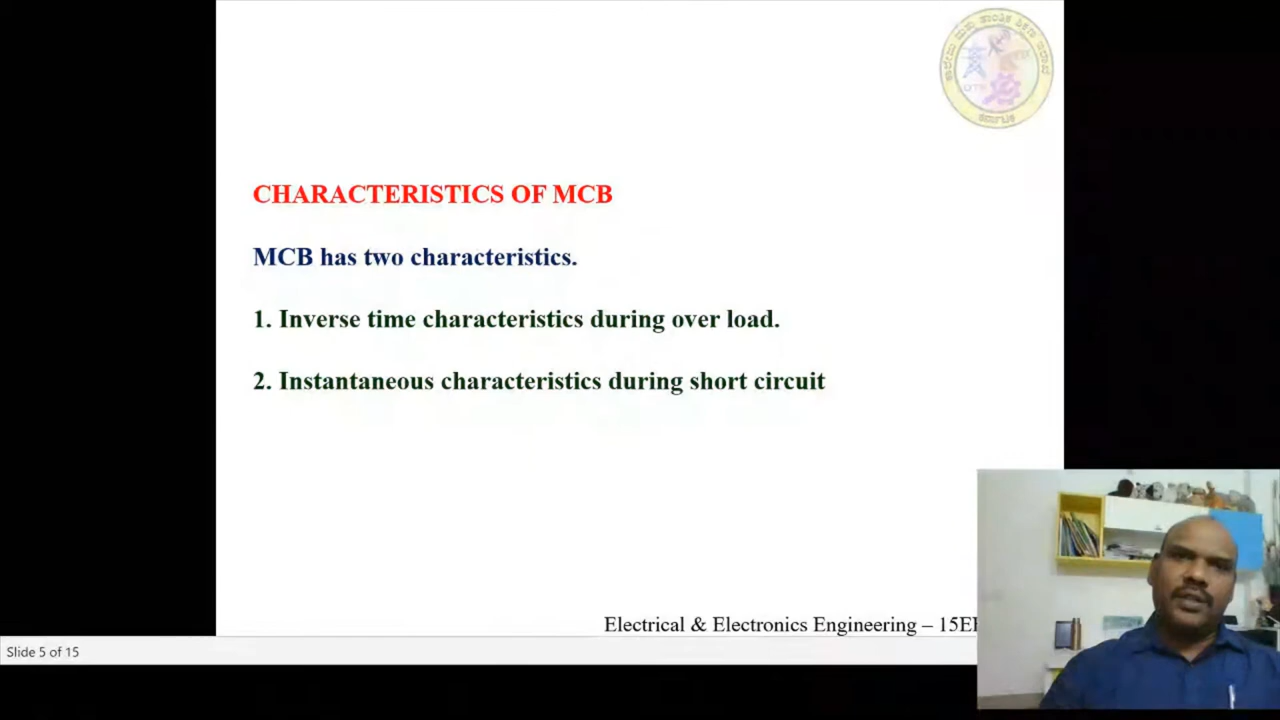 CHARACTERISTICS OF MCB
MCB has two characteristics.
1. Inverse time characteristics during over load.
2. Instantaneous characteristics during short circuit
Electrical & Electronics Engineering –
Slide 5 of 15